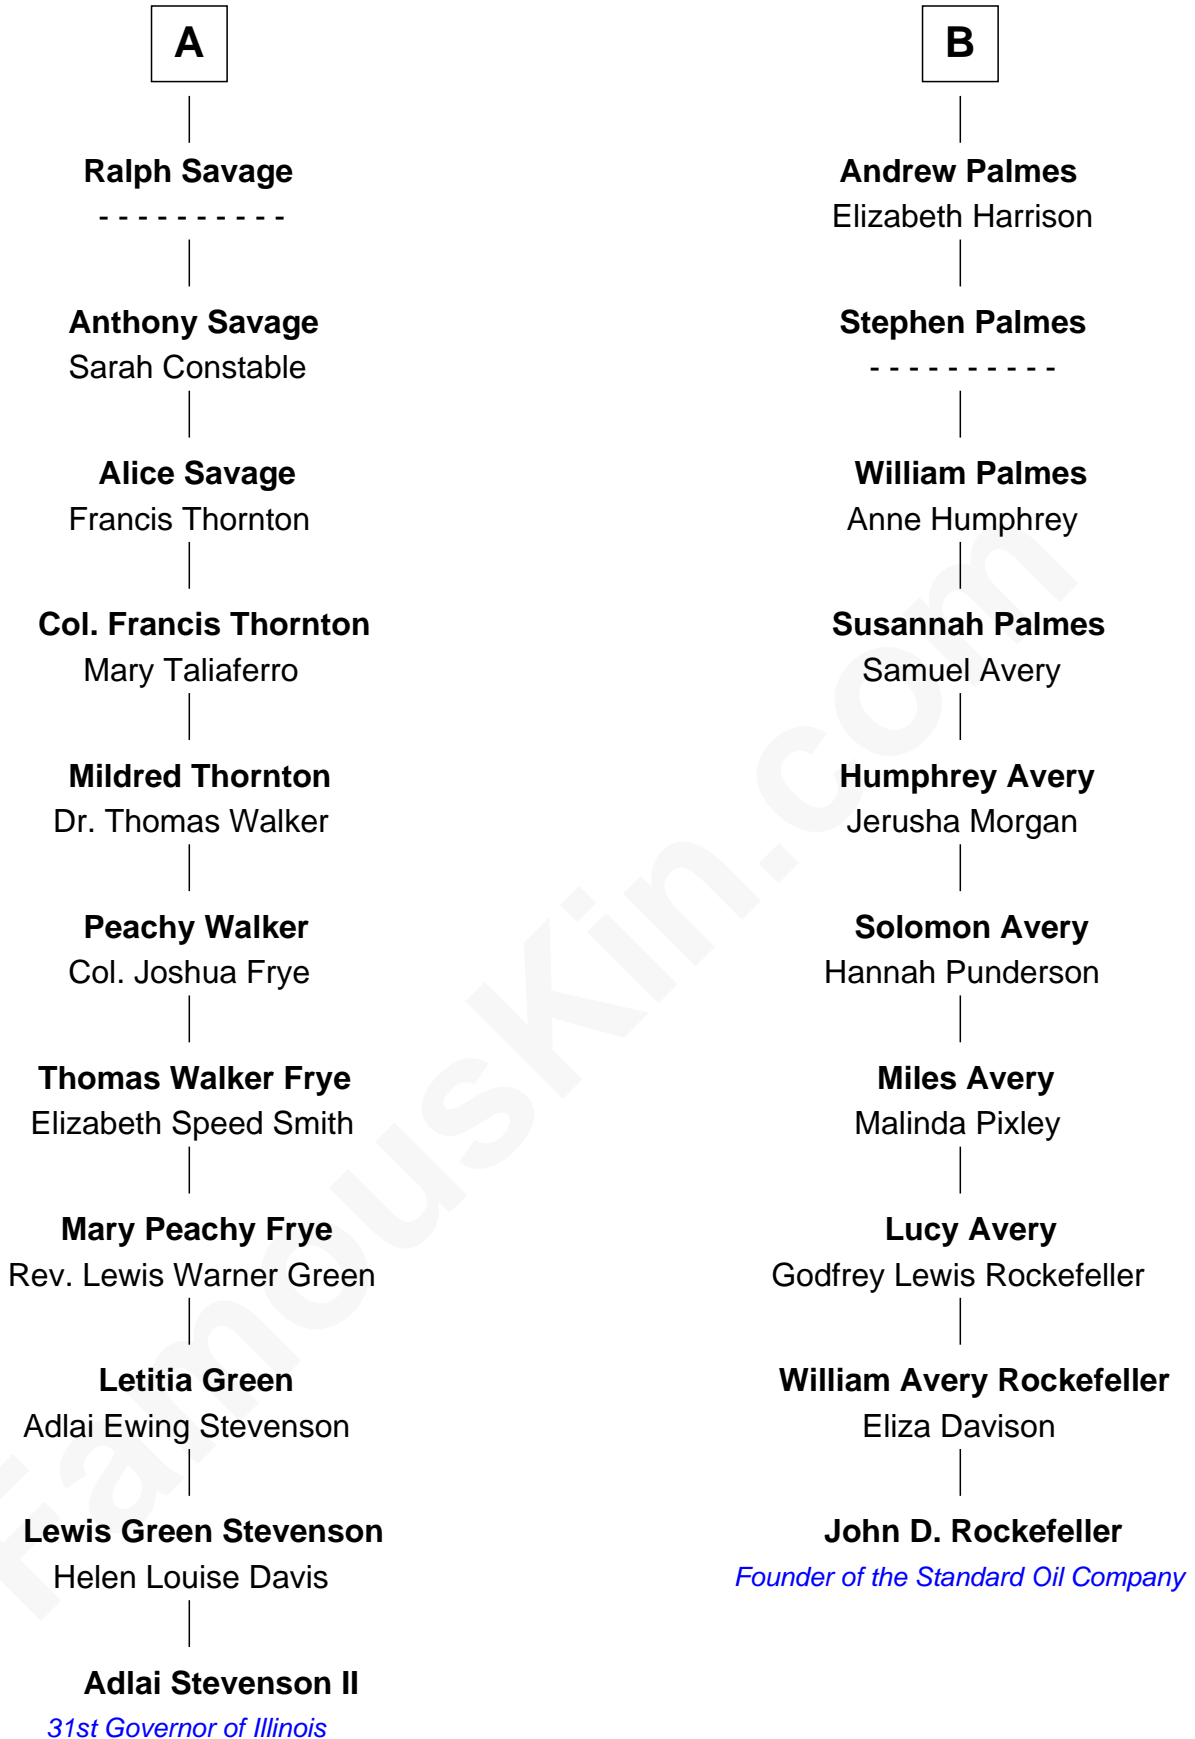 A
Ralph Savage
- - - - - - - - - -
Anthony Savage
Sarah Constable
Alice Savage
Francis Thornton
Col. Francis Thornton
Mary Taliaferro
Mildred Thornton
Dr. Thomas Walker
Peachy Walker
Col. Joshua Frye
Thomas Walker Frye
Elizabeth Speed Smith
Mary Peachy Frye
Rev. Lewis Warner Green
Letitia Green
Adlai Ewing Stevenson
Lewis Green Stevenson
Helen Louise Davis
Adlai Stevenson II
31st Governor of Illinois
B
Andrew Palmes
Elizabeth Harrison
Stephen Palmes
- - - - - - - - - -
William Palmes
Anne Humphrey
Susannah Palmes
Samuel Avery
Humphrey Avery
Jerusha Morgan
Solomon Avery
Hannah Punderson
Miles Avery
Malinda Pixley
Lucy Avery
Godfrey Lewis Rockefeller
William Avery Rockefeller
Eliza Davison
John D. Rockefeller
Founder of the Standard Oil Company
FamousKin.com